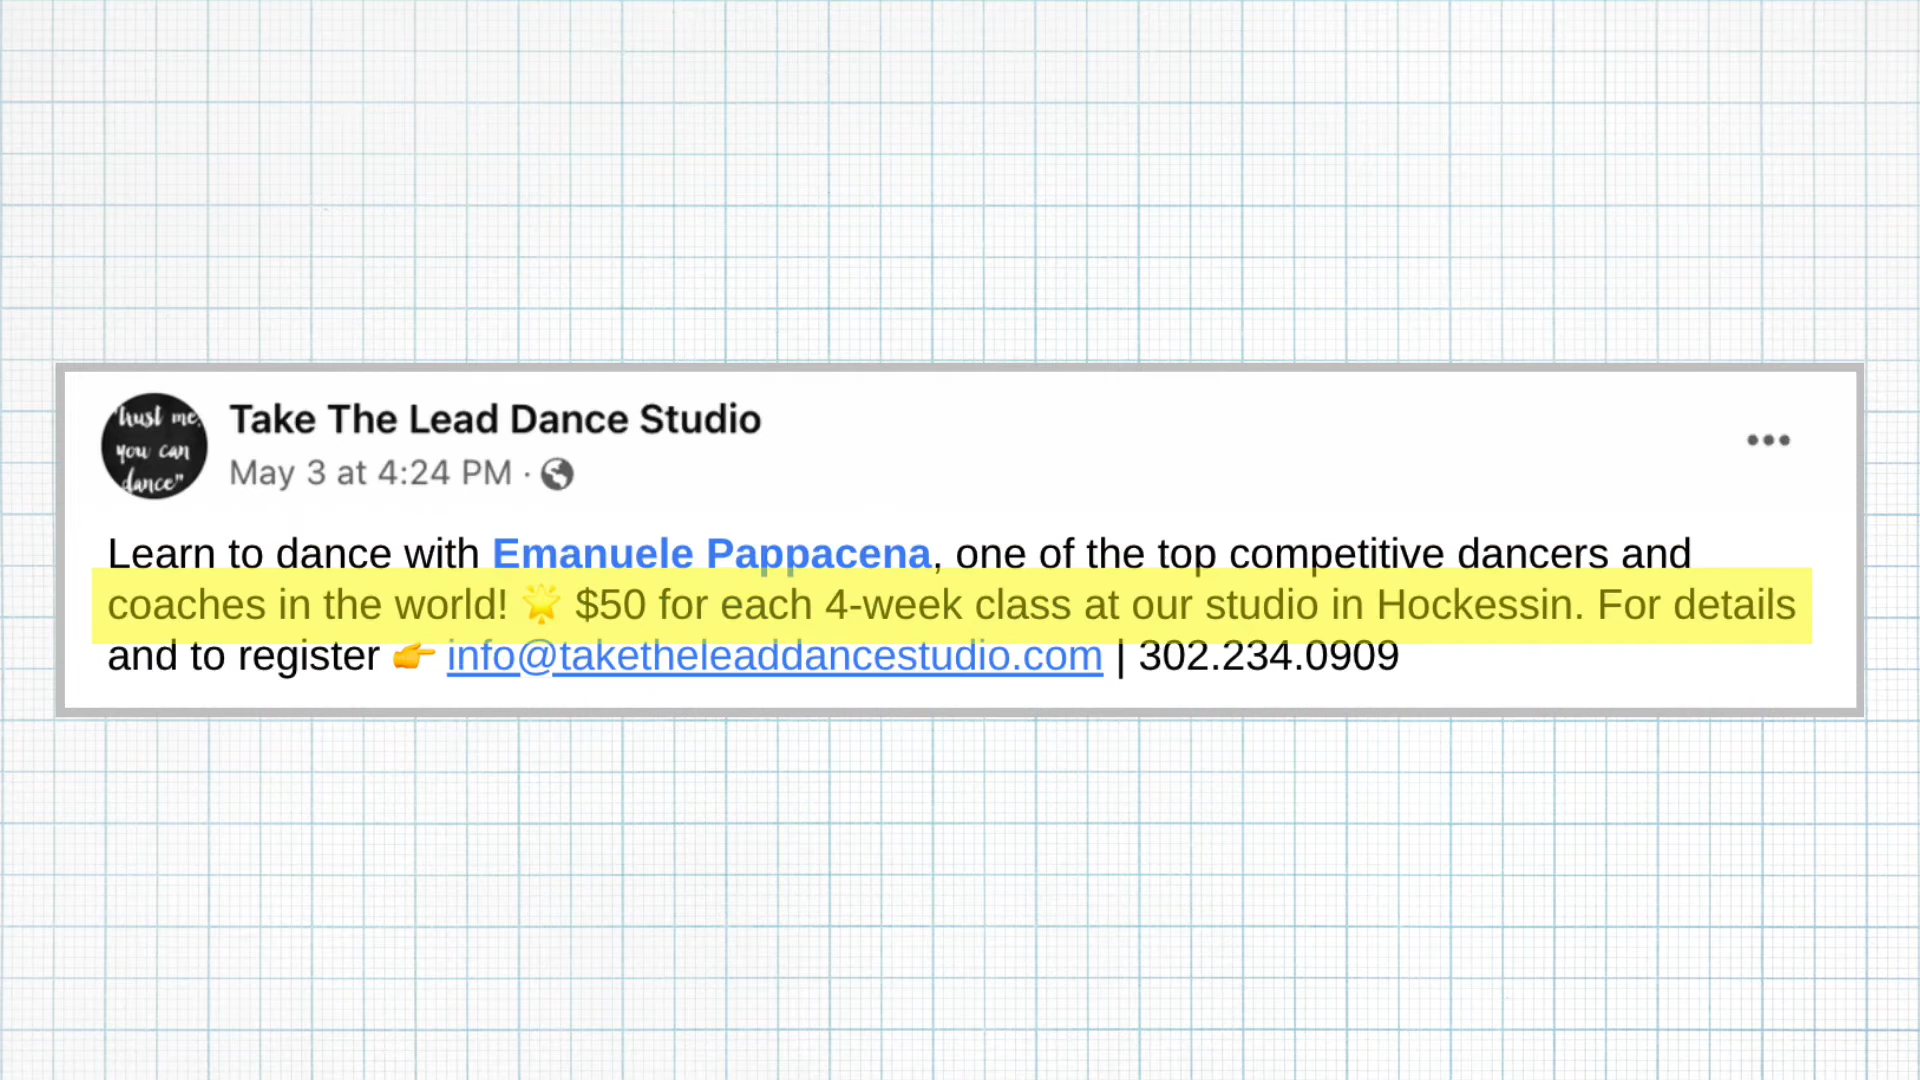 "Trust me,
you can
dance"
Take The Lead Dance Studio
May 3 at 4:24 PM ·
Learn to dance with Emanuele Pappacena, one of the top competitive dancers and
coaches in the world! 🌟 $50 for each 4-week class at our studio in Hockessin. For details
and to register 👉 info@taketheleaddancestudio.com | 302.234.0909